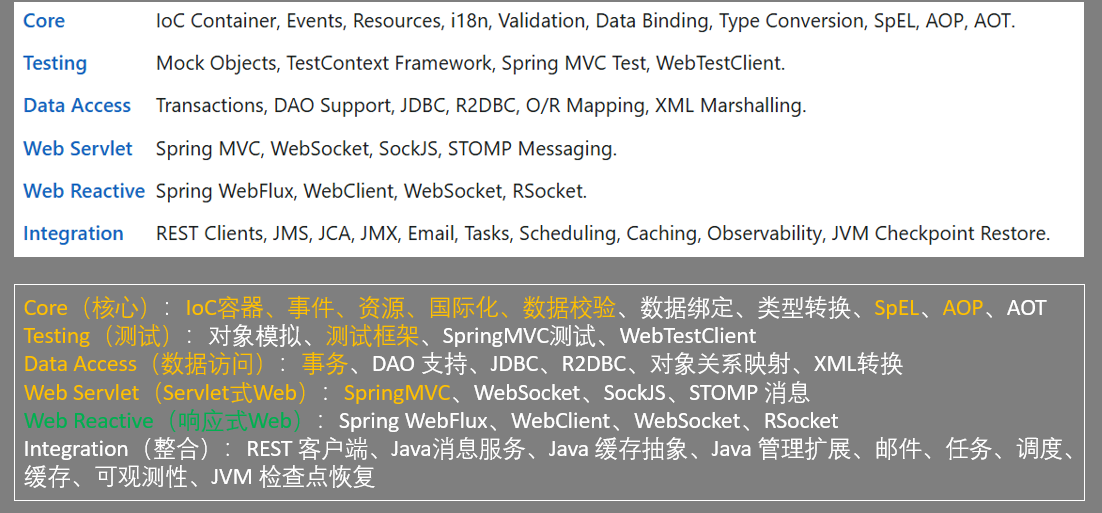 Core IoC Container, Events, Resources, i18n, Validation, Data Binding, Type Conversion, SpEL, AOP, AOT.
Testing Mock Objects, TestContext Framework, Spring MVC Test, WebTestClient.
Data Access Transactions, DAO Support, JDBC, R2DBC, O/R Mapping, XML Marshalling.
Web Servlet Spring MVC, WebSocket, SockJS, STOMP Messaging.
Web Reactive Spring WebFlux, WebClient, WebSocket, RSocket.
Integration REST Clients, JMS, JCA, JMX, Email, Tasks, Scheduling, Caching, Observability, JVM Checkpoint Restore.
Core（核心）：IoC容器、事件、资源、国际化、数据校验、数据绑定、类型转换、SpEL、AOP、AOT
Testing（测试）：对象模拟、测试框架、SpringMVC测试、WebTestClient
Data Access（数据访问）：事务、DAO 支持、JDBC、R2DBC、对象关系映射、XML转换
Web Servlet（Servlet式Web）：SpringMVC、WebSocket、SockJS、STOMP 消息
Web Reactive（响应式Web）：Spring WebFlux、WebClient、WebSocket、RSocket
Integration（整合）：REST 客户端、Java消息服务、Java 缓存抽象、Java 管理扩展、邮件、任务、调度、
缓存、可观测性、JVM 检查点恢复